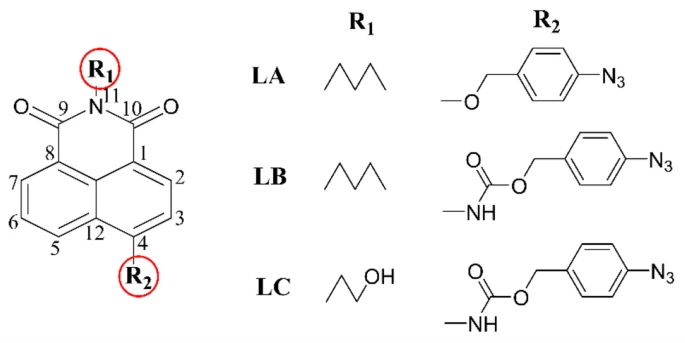 R1 R2
R1
LA N3
O
O N O
11
9 10
8 1
7 2
6 3
5 12 4
R2
LB O N3
O
NH
LC OH O N3
O
NH